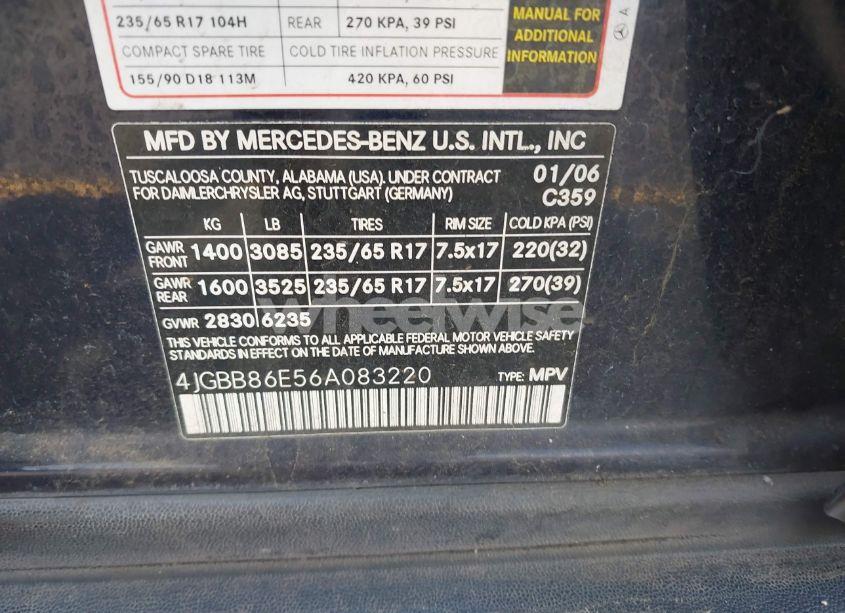 MANUAL FOR
235/65 R17 104H REAR 270 KPA, 39 PSI ADDITIONAL
COMPACT SPARE TIRE COLD TIRE INFLATION PRESSURE INFORMATION
155/90 D18 113M 420 KPA, 60 PSI
A
MFD BY MERCEDES-BENZ U.S. INTL., INC
TUSCALOOSA COUNTY, ALABAMA (USA). UNDER CONTRACT 01/06
FOR DAIMLERCHRYSLER AG, STUTTGART (GERMANY) C359
KG LB TIRES RIM SIZE COLD KPA (PSI)
GAWR FRONT 1400 3085 235/65 R17 7.5x17 220(32)
GAWR REAR 1600 3525 235/65 R17 7.5x17 270(39)
wheelwise
GVWR 2830 6235
THIS VEHICLE CONFORMS TO ALL APPLICABLE FEDERAL MOTOR VEHICLE SAFETY
STANDARDS IN EFFECT ON THE DATE OF MANUFACTURE SHOWN ABOVE.
4JGBB86E56A083220 TYPE: MPV